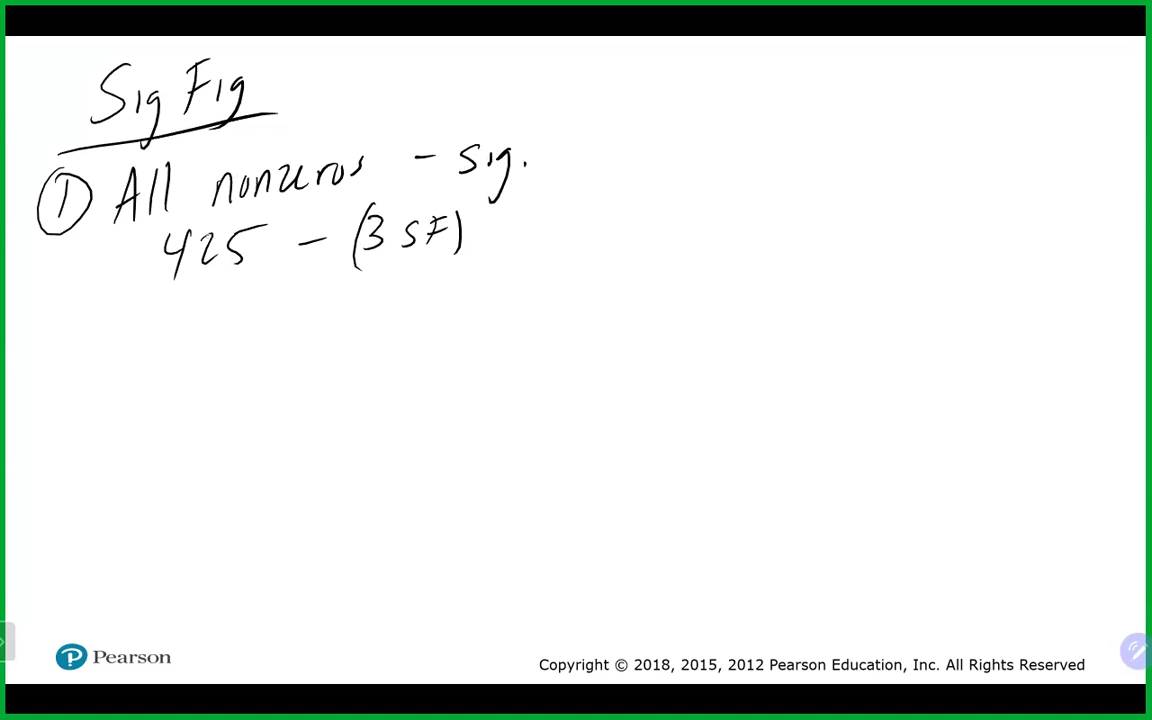 Sig Fig
① All nonzeros - sig.
425 - (3 SF)
Pearson
Copyright © 2018, 2015, 2012 Pearson Education, Inc. All Rights Reserved